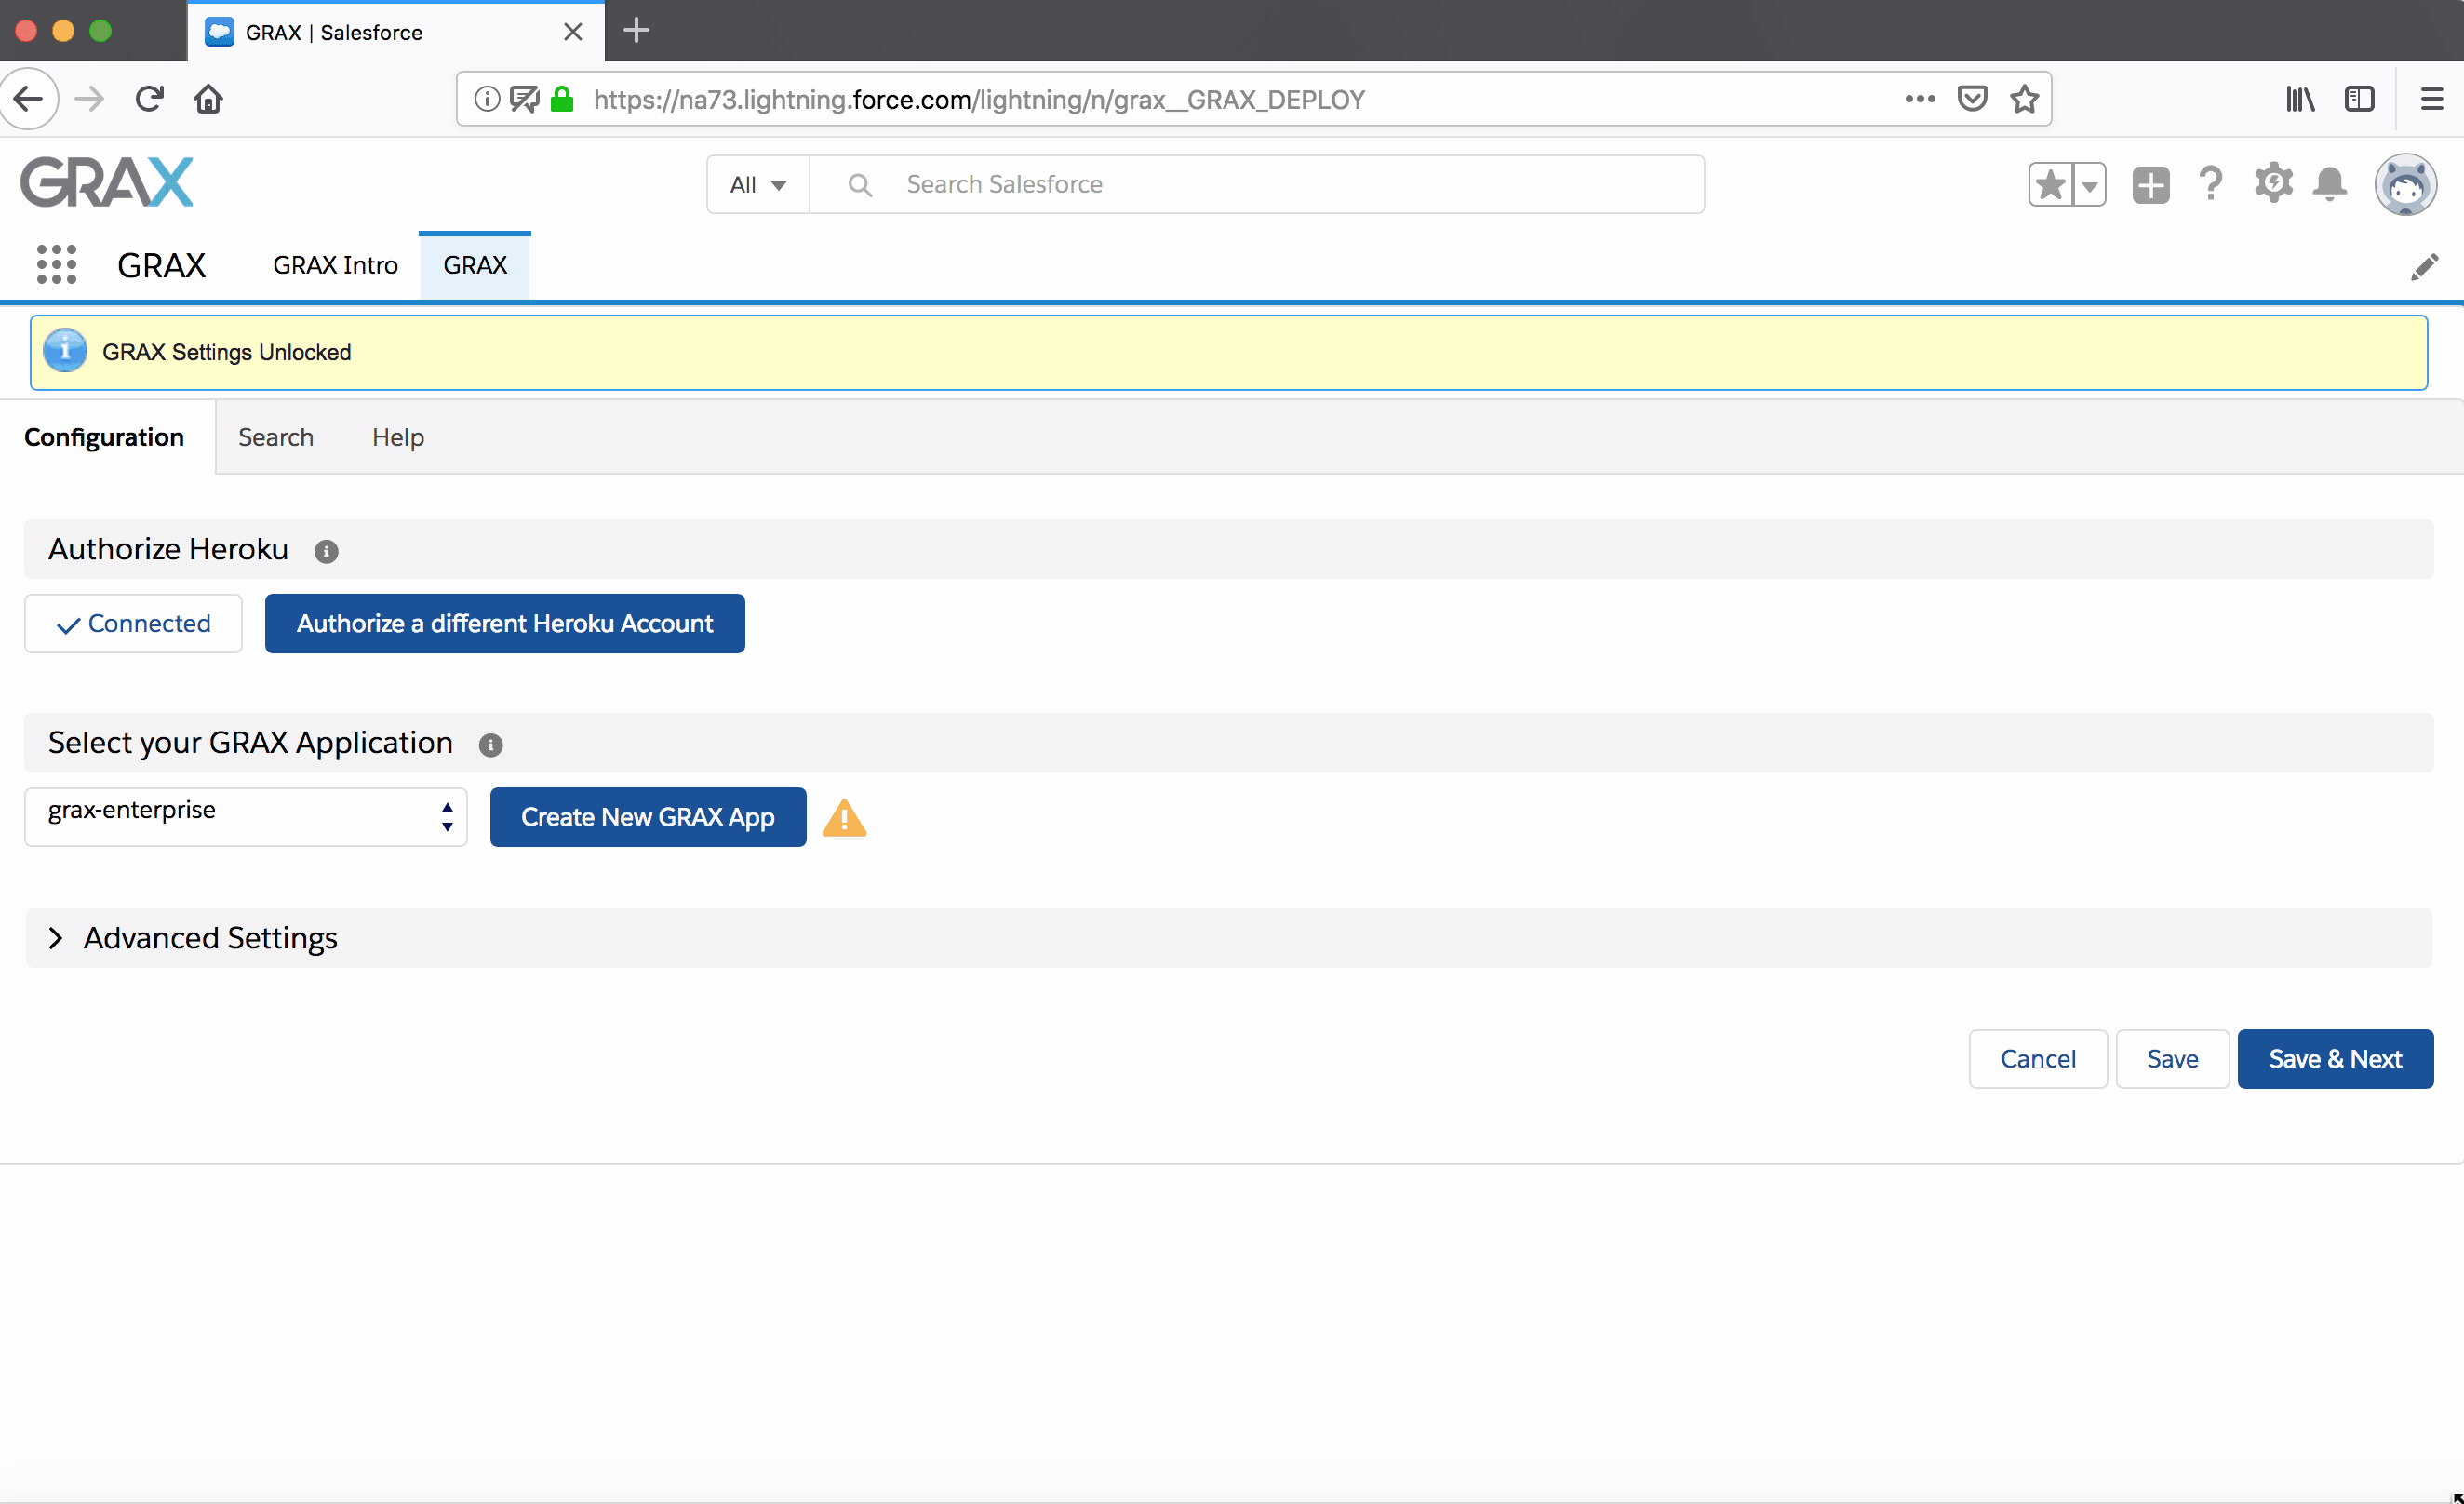 GRAX | Salesforce
https://na73.lightning.force.com/lightning/n/grax__GRAX_DEPLOY
GRAX
All
Search Salesforce
GRAX
GRAX Intro
GRAX
GRAX Settings Unlocked
Configuration
Search
Help
Authorize Heroku
Connected
Authorize a different Heroku Account
Select your GRAX Application
grax-enterprise
Create New GRAX App
Advanced Settings
Cancel
Save
Save & Next